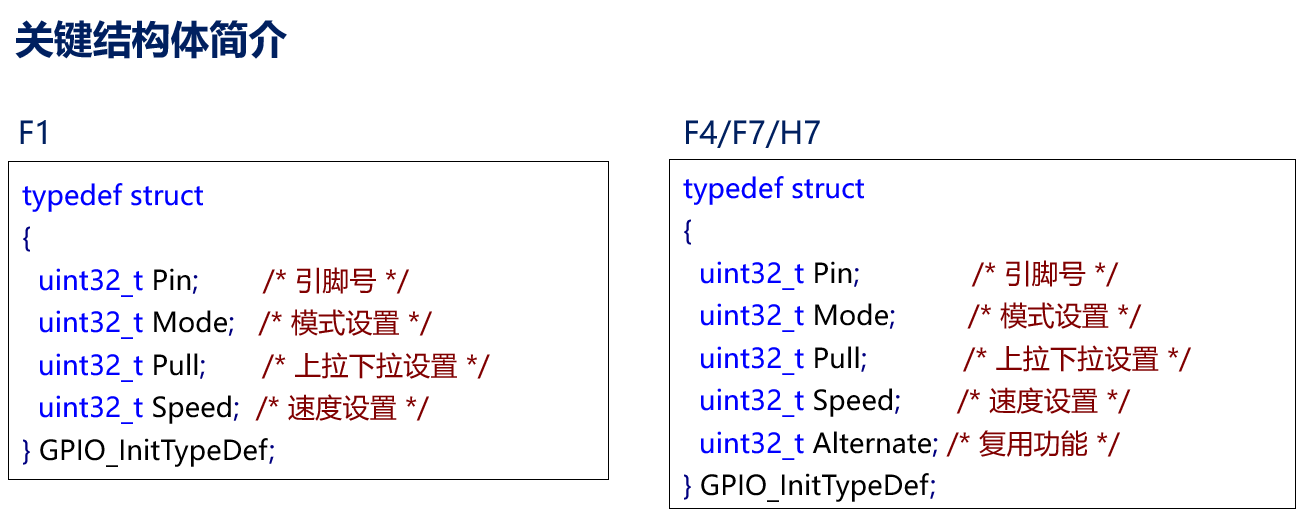 关键结构体简介
F1
typedef struct
{
uint32_t Pin; /* 引脚号 */
uint32_t Mode; /* 模式设置 */
uint32_t Pull; /* 上拉下拉设置 */
uint32_t Speed; /* 速度设置 */
} GPIO_InitTypeDef;
F4/F7/H7
typedef struct
{
uint32_t Pin; /* 引脚号 */
uint32_t Mode; /* 模式设置 */
uint32_t Pull; /* 上拉下拉设置 */
uint32_t Speed; /* 速度设置 */
uint32_t Alternate; /* 复用功能 */
} GPIO_InitTypeDef;